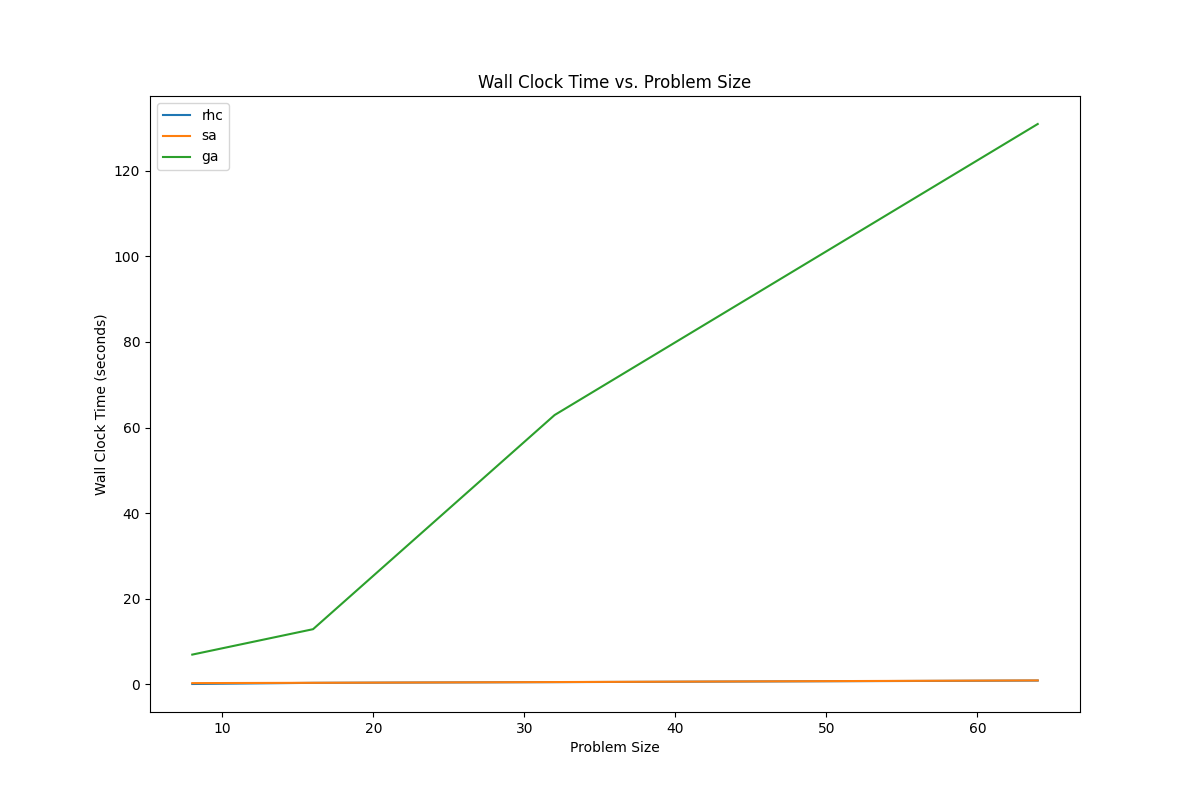 Wall Clock Time vs. Problem Size
rhc
sa
ga
120
100
80
60
40
20
0
Wall Clock Time (seconds)
10 20 30 40 50 60
Problem Size